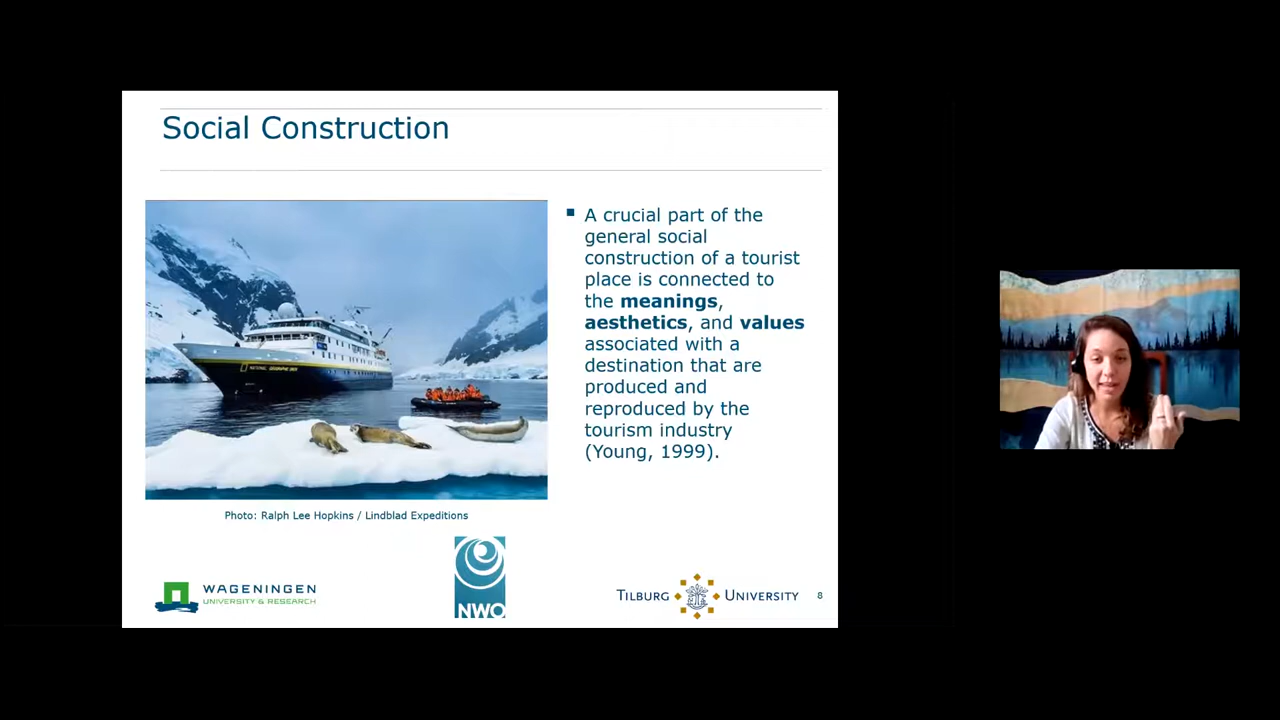 Social Construction
A crucial part of the
general social
construction of a tourist
place is connected to
the meanings,
aesthetics, and values
associated with a
destination that are
produced and
reproduced by the
tourism industry
(Young, 1999).
Photo: Ralph Lee Hopkins / Lindblad Expeditions
WAGENINGEN
UNIVERSITY & RESEARCH
NWO
TILBURG UNIVERSITY
8